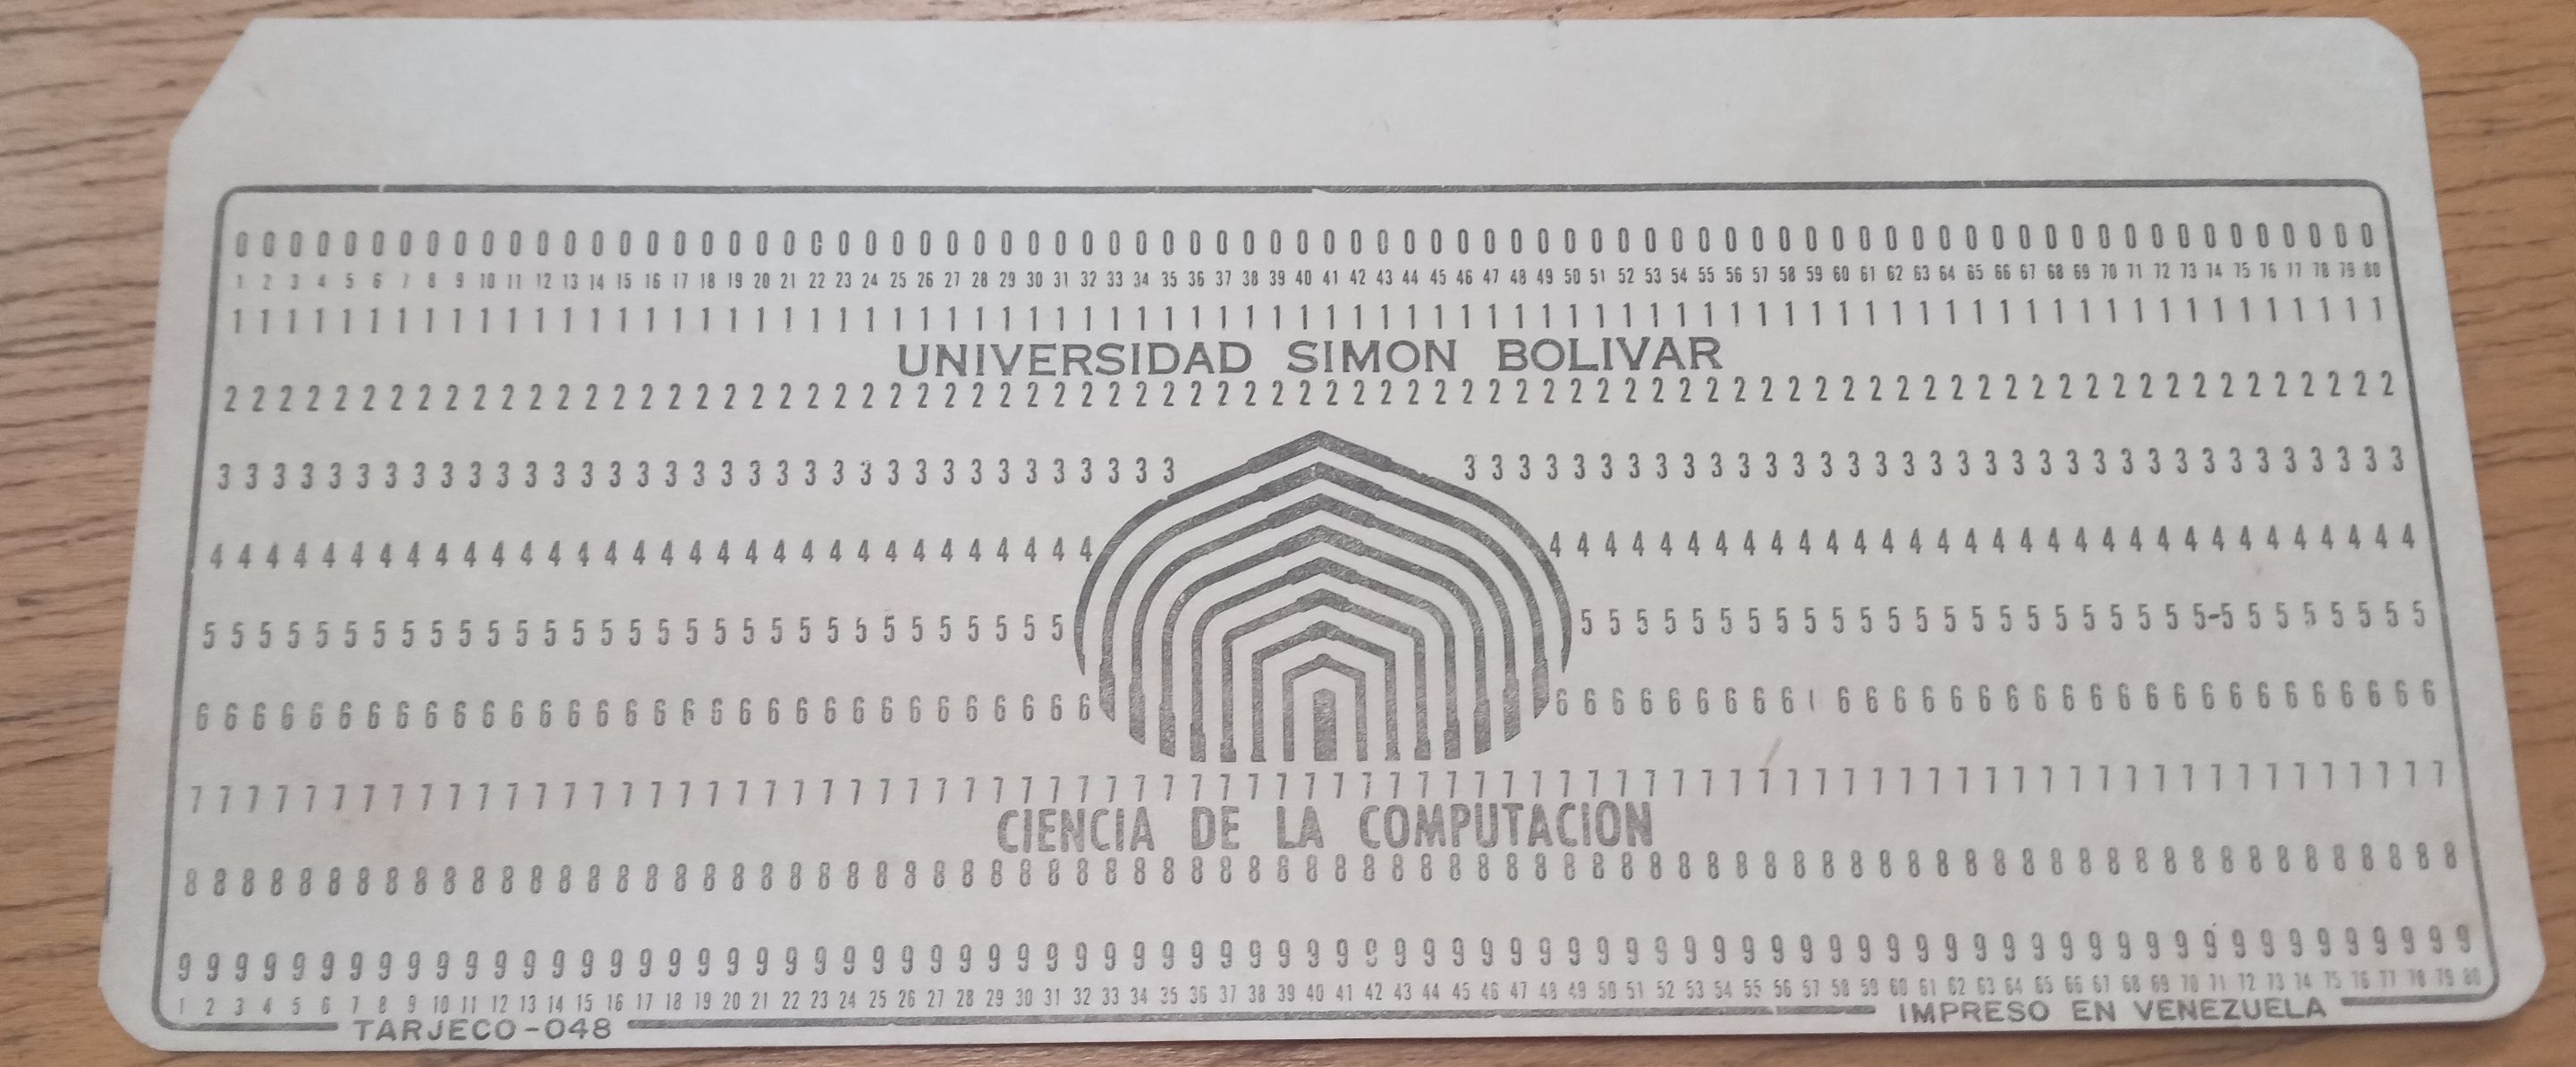 0 0 0 0 0 0 0 0 0 0 0 0 0 0 0 0 0 0 0 0 0 0 0 0 0 0 0 0 0 0 0 0 0 0 0 0 0 0 0 0 0 0 0 0 0 0 0 0 0 0 0 0 0 0 0 0 0 0 0 0 0 0 0 0 0 0 0 0 0 0 0 0 0 0 0 0 0 0 0 0
1 2 3 4 5 6 7 8 9 10 11 12 13 14 15 16 17 18 19 20 21 22 23 24 25 26 27 28 29 30 31 32 33 34 35 36 37 38 39 40 41 42 43 44 45 46 47 48 49 50 51 52 53 54 55 56 57 58 59 60 61 62 63 64 65 66 67 68 69 70 71 72 73 74 75 76 77 78 79 80
1 1 1 1 1 1 1 1 1 1 1 1 1 1 1 1 1 1 1 1 1 1 1 1 1 1 1 1 1 1 1 1 1 1 1 1 1 1 1 1 1 1 1 1 1 1 1 1 1 1 1 1 1 1 1 1 1 1 1 1 1 1 1 1 1 1 1 1 1 1 1 1 1 1 1 1 1 1 1 1
UNIVERSIDAD SIMON BOLIVAR
2 2 2 2 2 2 2 2 2 2 2 2 2 2 2 2 2 2 2 2 2 2 2 2 2 2 2 2 2 2 2 2 2 2 2 2 2 2 2 2 2 2 2 2 2 2 2 2 2 2 2 2 2 2 2 2 2 2 2 2 2 2 2 2 2 2 2 2 2 2 2 2 2 2 2 2 2 2 2 2
3 3 3 3 3 3 3 3 3 3 3 3 3 3 3 3 3 3 3 3 3 3 3 3 3 3 3 3 3 3 3 3 3 3 3 3 3 3 3 3 3 3 3 3 3 3 3 3 3 3 3 3 3 3 3 3 3 3 3 3 3 3 3 3 3 3 3 3 3 3
4 4 4 4 4 4 4 4 4 4 4 4 4 4 4 4 4 4 4 4 4 4 4 4 4 4 4 4 4 4 4 4 4 4 4 4 4 4 4 4 4 4 4 4 4 4 4 4 4 4 4 4 4 4 4 4 4 4 4 4 4 4 4 4
5 5 5 5 5 5 5 5 5 5 5 5 5 5 5 5 5 5 5 5 5 5 5 5 5 5 5 5 5 5 5 5 5 5 5 5 5 5 5 5 5 5 5 5 5 5 5 5 5 5 5 5 5 5-5 5 5 5 5 5 5 5
6 6 6 6 6 6 6 6 6 6 6 6 6 6 6 6 6 6 6 6 6 6 6 6 6 6 6 6 6 6 6 6 6 6 6 6 6 6 6 6 6 6 6 6 6 6 6 6 6 6 6 6 6 6 6 6 6 6 6 6 6 6 6
7 7 7 7 7 7 7 7 7 7 7 7 7 7 7 7 7 7 7 7 7 7 7 7 7 7 7 7 7 7 7 7 7 7 7 7 7 7 7 7 7 7 7 7 7 7 7 7 7 7 7 7 7 7 7 7 7 7 7 7 7 7 7 7 7 7 7 7 7 7 7 7 7 7 7 7 7 7 7 7
CIENCIA DE LA COMPUTACION
8 8 8 8 8 8 8 8 8 8 8 8 8 8 8 8 8 8 8 8 8 8 8 8 8 8 8 8 8 8 8 8 8 8 8 8 8 8 8 8 8 8 8 8 8 8 8 8 8 8 8 8 8 8 8 8 8 8 8 8 8 8 8 8 8 8 8 8 8 8 8 8 8 8 8 8 8 8 8 8
9 9 9 9 9 9 9 9 9 9 9 9 9 9 9 9 9 9 9 9 9 9 9 9 9 9 9 9 9 9 9 9 9 9 9 9 9 9 9 9 9 9 9 9 9 9 9 9 9 9 9 9 9 9 9 9 9 9 9 9 9 9 9 9 9 9 9 9 9 9 9 9 9 9 9 9 9 9 9 9
1 2 3 4 5 6 7 8 9 10 11 12 13 14 15 16 17 18 19 20 21 22 23 24 25 26 27 28 29 30 31 32 33 34 35 36 37 38 39 40 41 42 43 44 45 46 47 48 49 50 51 52 53 54 55 56 57 58 59 60 61 62 63 64 65 66 67 68 69 70 71 72 73 74 75 76 77 78 79 80
TARJECO-048 IMPRESO EN VENEZUELA